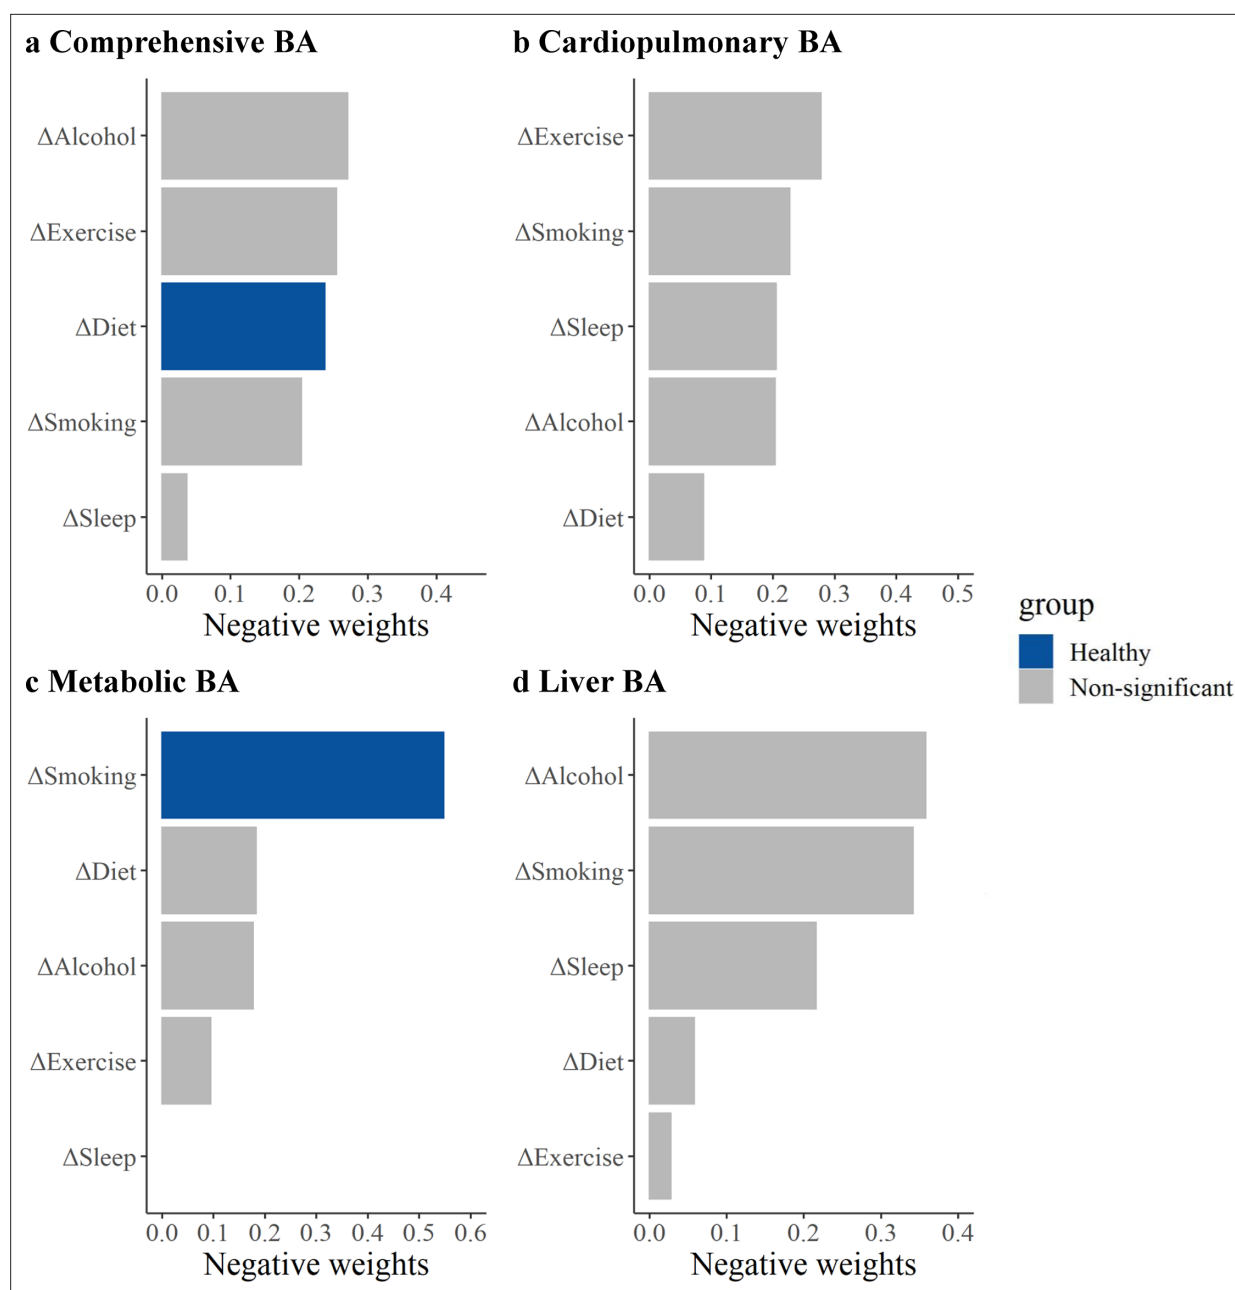 a Comprehensive BA
ΔAlcohol
ΔExercise
ΔDiet
ΔSmoking
ΔSleep
0.0 0.1 0.2 0.3 0.4
Negative weights
b Cardiopulmonary BA
ΔExercise
ΔSmoking
ΔSleep
ΔAlcohol
ΔDiet
0.0 0.1 0.2 0.3 0.4 0.5
Negative weights
group
Healthy
Non-significant
c Metabolic BA
ΔSmoking
ΔDiet
ΔAlcohol
ΔExercise
ΔSleep
0.0 0.1 0.2 0.3 0.4 0.5 0.6
Negative weights
d Liver BA
ΔAlcohol
ΔSmoking
ΔSleep
ΔDiet
ΔExercise
0.0 0.1 0.2 0.3 0.4
Negative weights